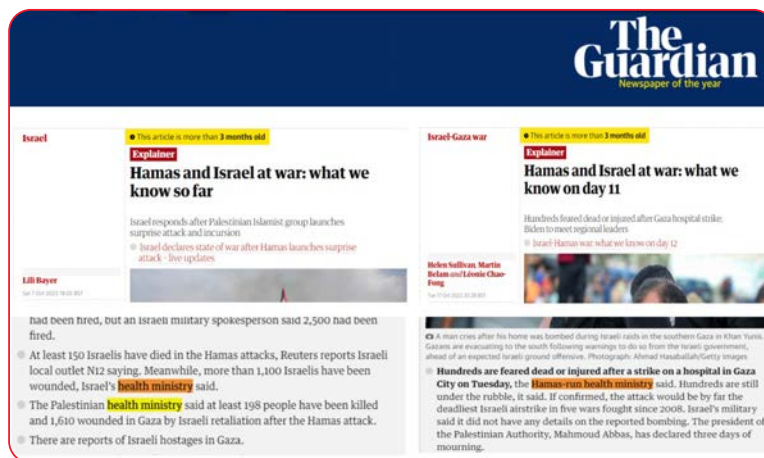 The
Guardian
Newspaper of the year
Israel
This article is more than 3 months old
Explainer
Hamas and Israel at war: what we
know so far
Israel responds after Palestinian Islamist group launches
surprise attack and incursion
Israel declares state of war after Hamas launches surprise
attack - live updates
Lili Bayer
Sat 7 Oct 2023 18.05 BST
had been fired, but an Israeli military spokesperson said 2,500 had been
fired.
At least 150 Israelis have died in the Hamas attacks, Reuters reports Israeli
local outlet N12 saying. Meanwhile, more than 1,100 Israelis have been
wounded, Israel's health ministry said.
The Palestinian health ministry said at least 198 people have been killed
and 1,610 wounded in Gaza by Israeli retaliation after the Hamas attack.
There are reports of Israeli hostages in Gaza.
Israel-Gaza war
This article is more than 3 months old
Explainer
Hamas and Israel at war: what we
know on day 11
Hundreds feared dead or injured after Gaza hospital strike;
Biden to meet regional leaders
Israel-Hamas war: what we know on day 12
Helen Sullivan, Martin
Belam and Léonie Chao-
Fong
Tue 17 Oct 2023 20.28 BST
A man cries after his home was bombed during Israeli raids in the southern Gaza in Khan Yunis.
Gazans are evacuating to the south following warnings to do so from the Israeli government,
ahead of an expected Israeli ground offensive. Photograph: Ahmad Hasaballah/Getty Images
Hundreds are feared dead or injured after a strike on a hospital in Gaza
City on Tuesday, the Hamas-run health ministry said. Hundreds are still
under the rubble, it said. If confirmed, the attack would be by far the
deadliest Israeli airstrike in five wars fought since 2008. Israel's military
said it did not have any details on the reported bombing. The president of
the Palestinian Authority, Mahmoud Abbas, has declared three days of
mourning.